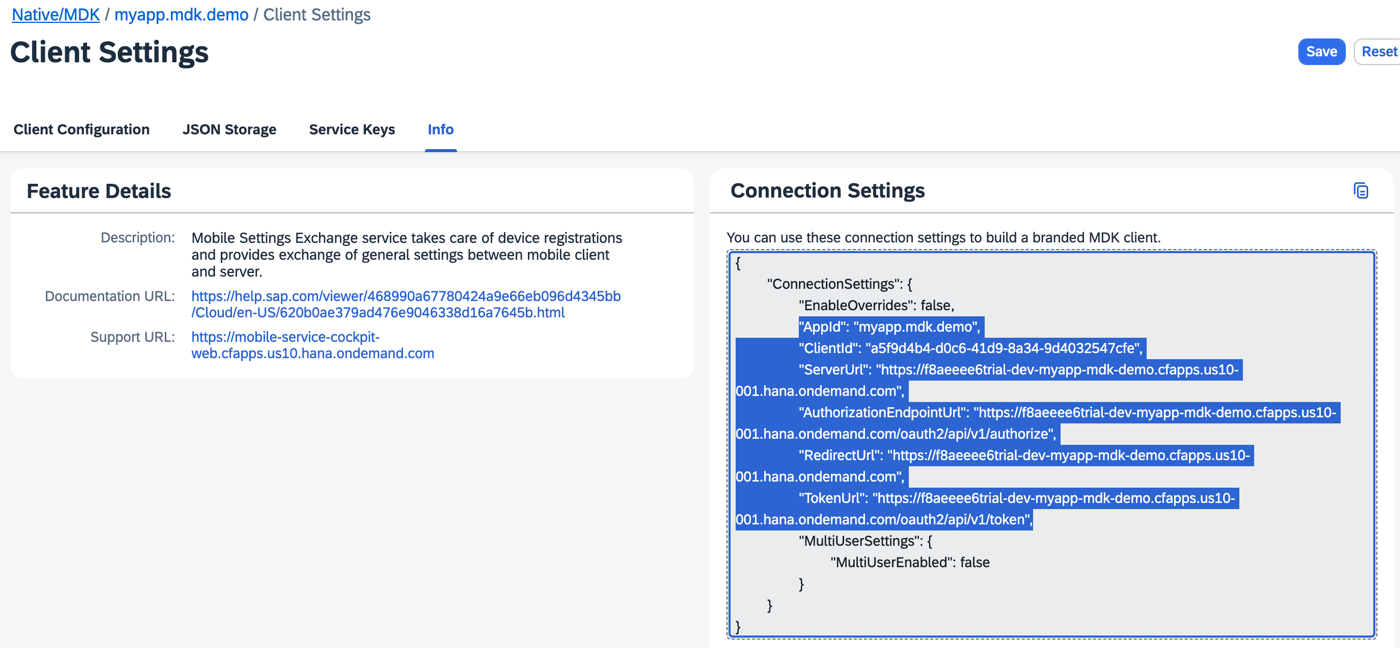 Native/MDK / myapp.mdk.demo / Client Settings
Client Settings
Save
Reset
Client Configuration JSON Storage Service Keys Info
Feature Details
Description: Mobile Settings Exchange service takes care of device registrations
and provides exchange of general settings between mobile client
and server.
Documentation URL: https://help.sap.com/viewer/468990a67780424a9e66eb096d4345bb
/Cloud/en-US/620b0ae379ad476e9046338d16a7645b.html
Support URL: https://mobile-service-cockpit-
web.cfapps.us10.hana.ondemand.com
Connection Settings
You can use these connection settings to build a branded MDK client.
{
"ConnectionSettings": {
"EnableOverrides": false,
"AppId": "myapp.mdk.demo",
"ClientId": "a5f9d4b4-d0c6-41d9-8a34-9d4032547cfe",
"ServerUrl": "https://f8aeeee6trial-dev-myapp-mdk-demo.cfapps.us10-
001.hana.ondemand.com",
"AuthorizationEndpointUrl": "https://f8aeeee6trial-dev-myapp-mdk-demo.cfapps.us10-
001.hana.ondemand.com/oauth2/api/v1/authorize",
"RedirectUrl": "https://f8aeeee6trial-dev-myapp-mdk-demo.cfapps.us10-
001.hana.ondemand.com",
"TokenUrl": "https://f8aeeee6trial-dev-myapp-mdk-demo.cfapps.us10-
001.hana.ondemand.com/oauth2/api/v1/token",
"MultiUserSettings": {
"MultiUserEnabled": false
}
}
}